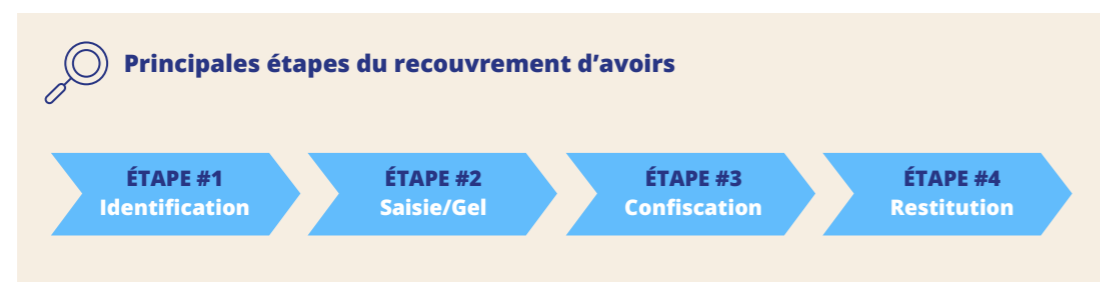 Principales étapes du recouvrement d’avoirs
ÉTAPE #1
Identification
ÉTAPE #2
Saisie/Gel
ÉTAPE #3
Confiscation
ÉTAPE #4
Restitution